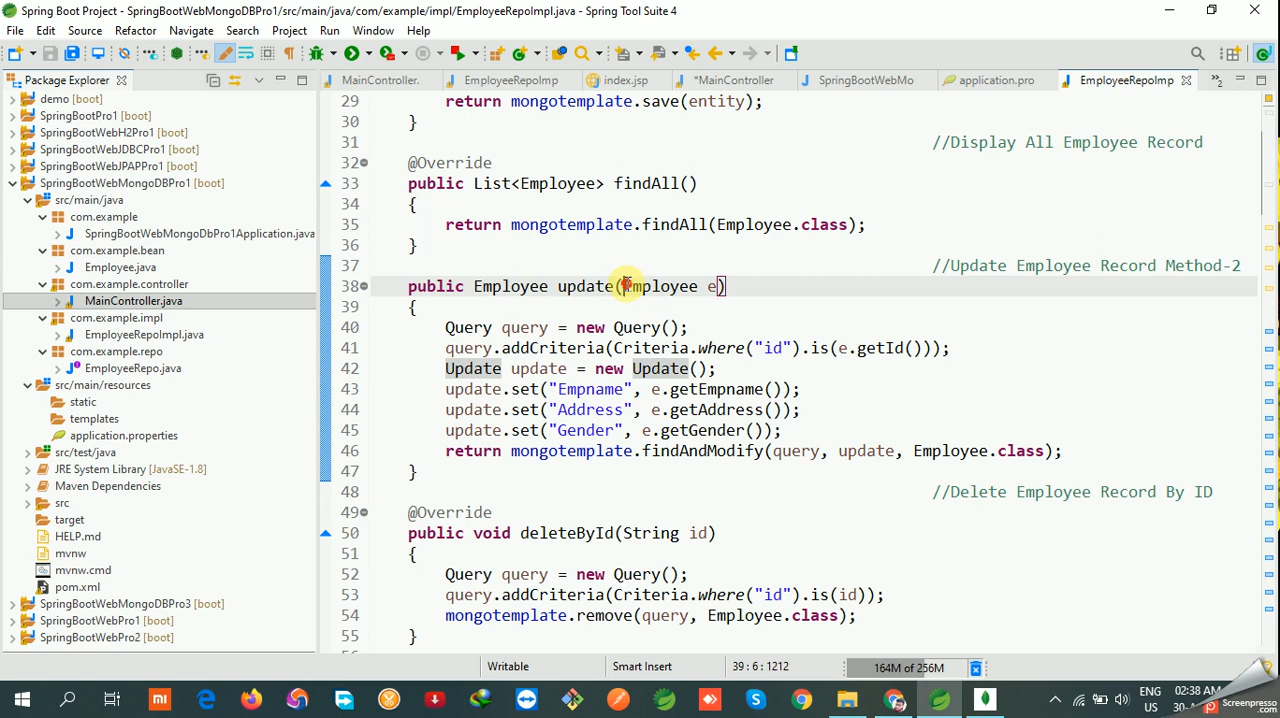 Spring Boot Project - SpringBootWebMongoDBPro1/src/main/java/com/example/impl/EmployeeRepoImpl.java - Spring Tool Suite 4
File Edit Source Refactor Navigate Search Project Run Window Help
Package Explorer
MainController. EmployeeRepoImp index.jsp *MainController SpringBootWebMo application.pro EmployeeRepoImp
demo [boot]
SpringBootPro1 [boot]
SpringBootWebH2Pro1 [boot]
SpringBootWebJDBCPro1 [boot]
SpringBootWebJPAPPro1 [boot]
SpringBootWebMongoDBPro1 [boot]
src/main/java
com.example
SpringBootWebMongoDbPro1Application.java
com.example.bean
Employee.java
com.example.controller
MainController.java
com.example.impl
EmployeeRepoImpl.java
com.example.repo
EmployeeRepo.java
src/main/resources
static
templates
application.properties
src/test/java
JRE System Library [JavaSE-1.8]
Maven Dependencies
src
target
HELP.md
mvnw
mvnw.cmd
pom.xml
SpringBootWebMongoDBPro3 [boot]
SpringBootWebPro1 [boot]
SpringBootWebPro2 [boot]
29 return mongotemplate.save(entity);
30 }
31 //Display All Employee Record
32 @Override
33 public List<Employee> findAll()
34 {
35 return mongotemplate.findAll(Employee.class);
36 }
37 //Update Employee Record Method-2
38 public Employee update(Employee e)
39 {
40 Query query = new Query();
41 query.addCriteria(Criteria.where("id").is(e.getId()));
42 Update update = new Update();
43 update.set("Empname", e.getEmpname());
44 update.set("Address", e.getAddress());
45 update.set("Gender", e.getGender());
46 return mongotemplate.findAndModify(query, update, Employee.class);
47 }
48 //Delete Employee Record By ID
49 @Override
50 public void deleteById(String id)
51 {
52 Query query = new Query();
53 query.addCriteria(Criteria.where("id").is(id));
54 mongotemplate.remove(query, Employee.class);
55 }
Writable Smart Insert 39 : 6 : 1212 164M of 256M
ENG 02:38 AM
US 30-A
Screenpresso
.com